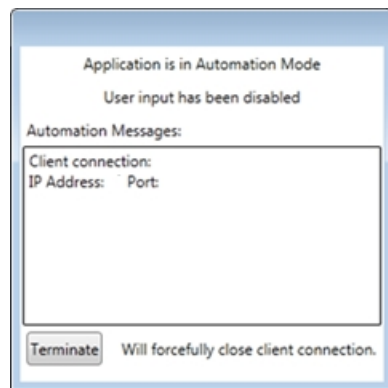 Application is in Automation Mode
User input has been disabled
Automation Messages:
Client connection:
IP Address: Port:
Terminate Will forcefully close client connection.